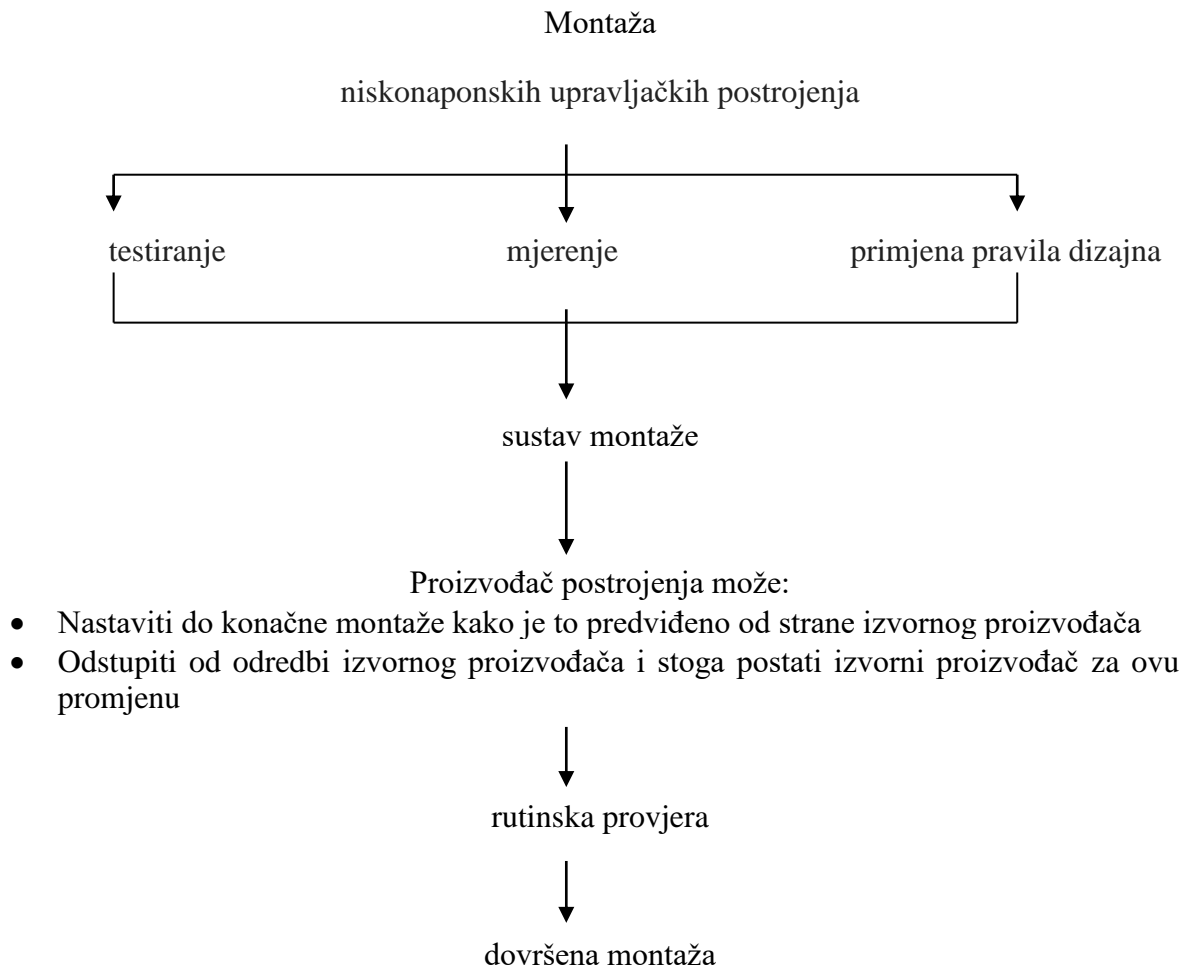 Montaža
niskonaponskih upravljačkih postrojenja
testiranje
mjerenje
primjena pravila dizajna
sustav montaže
Proizvođač postrojenja može:
• Nastaviti do konačne montaže kako je to predviđeno od strane izvornog proizvođača
• Odstupiti od odredbi izvornog proizvođača i stoga postati izvorni proizvođač za ovu
promjenu
rutinska provjera
dovršena montaža